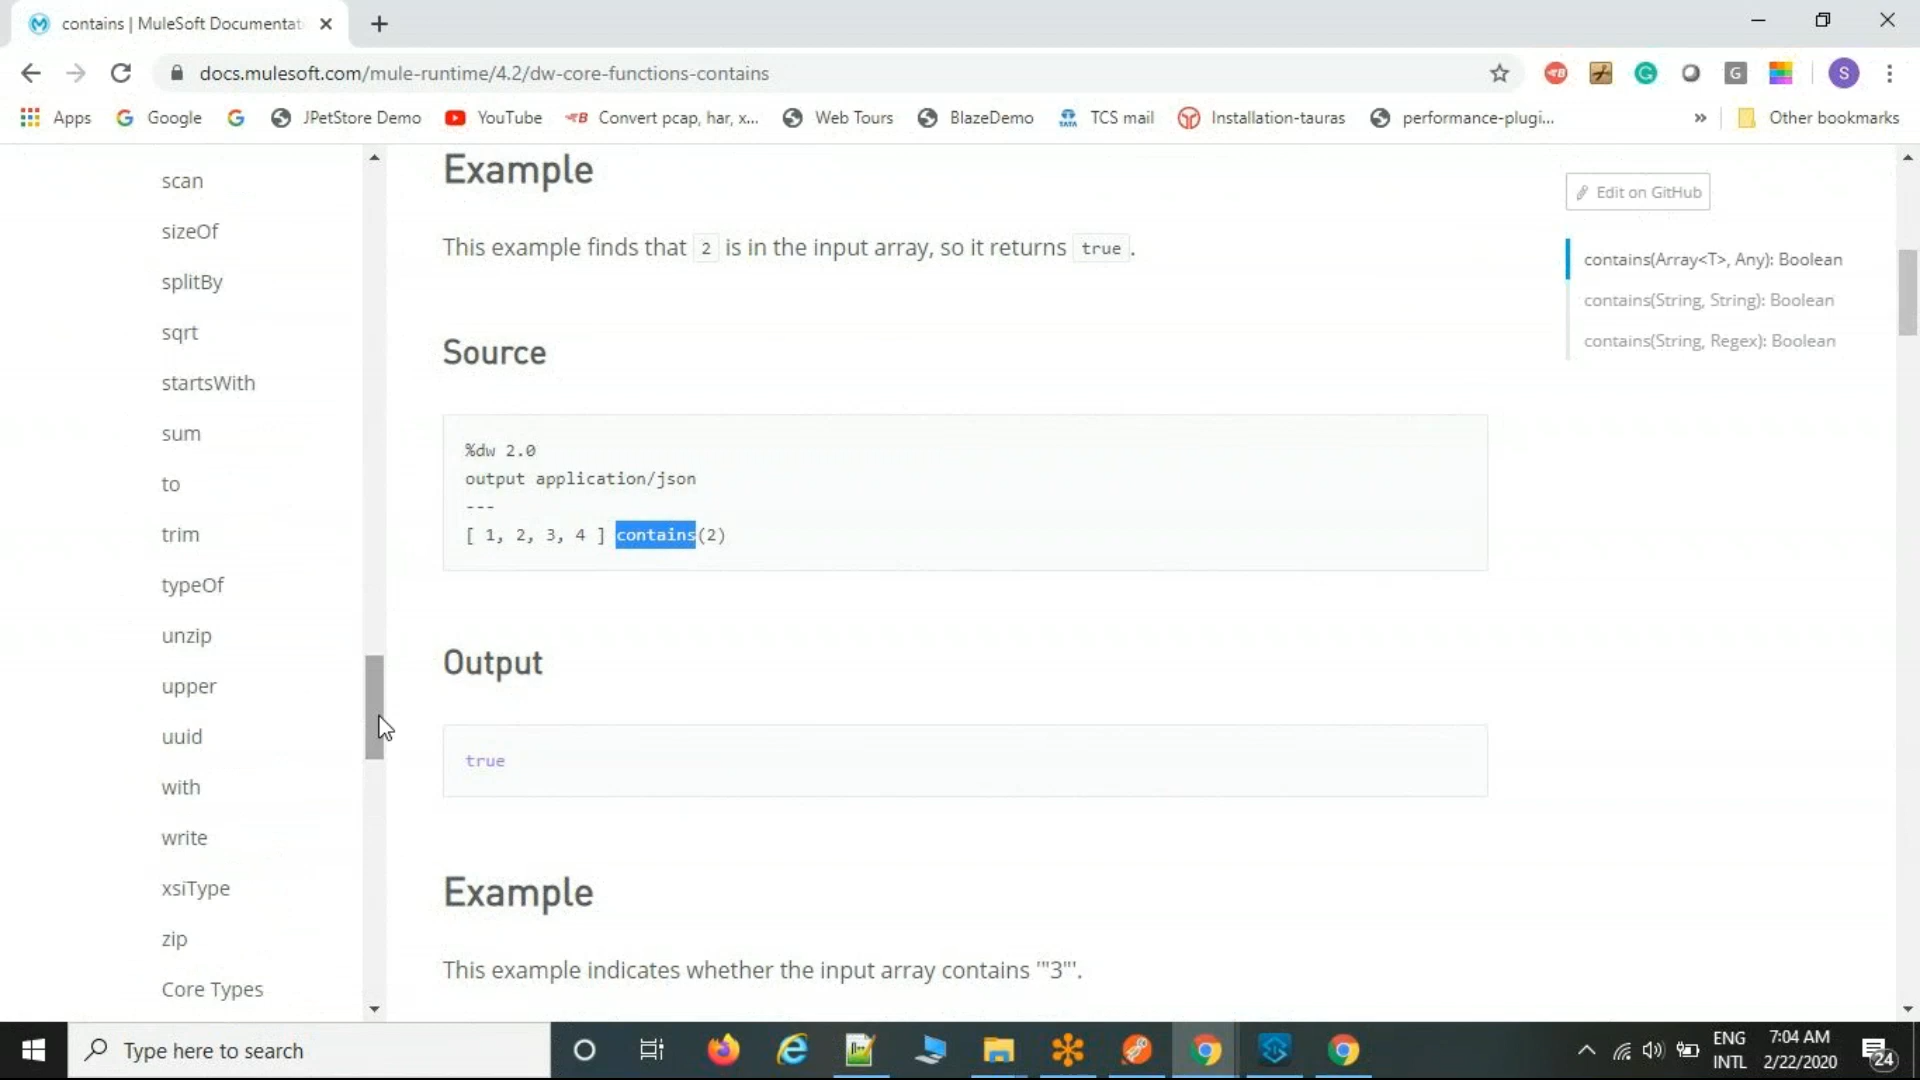 contains | MuleSoft Documentat
docs.mulesoft.com/mule-runtime/4.2/dw-core-functions-contains
S
Apps
Google
JPetStore Demo
YouTube
Convert pcap, har, x...
Web Tours
BlazeDemo
TCS mail
Installation-tauras
performance-plugi...
»
Other bookmarks
scan
sizeOf
splitBy
sqrt
startsWith
sum
to
trim
typeOf
unzip
upper
uuid
with
write
xsiType
zip
Core Types
Example
This example finds that 2 is in the input array, so it returns true.
Source
%dw 2.0
output application/json
---
[ 1, 2, 3, 4 ] contains(2)
Output
true
Example
This example indicates whether the input array contains '"3"'.
Edit on GitHub
contains(Array<T>, Any): Boolean
contains(String, String): Boolean
contains(String, Regex): Boolean
Type here to search
ENG
INTL
7:04 AM
2/22/2020
24